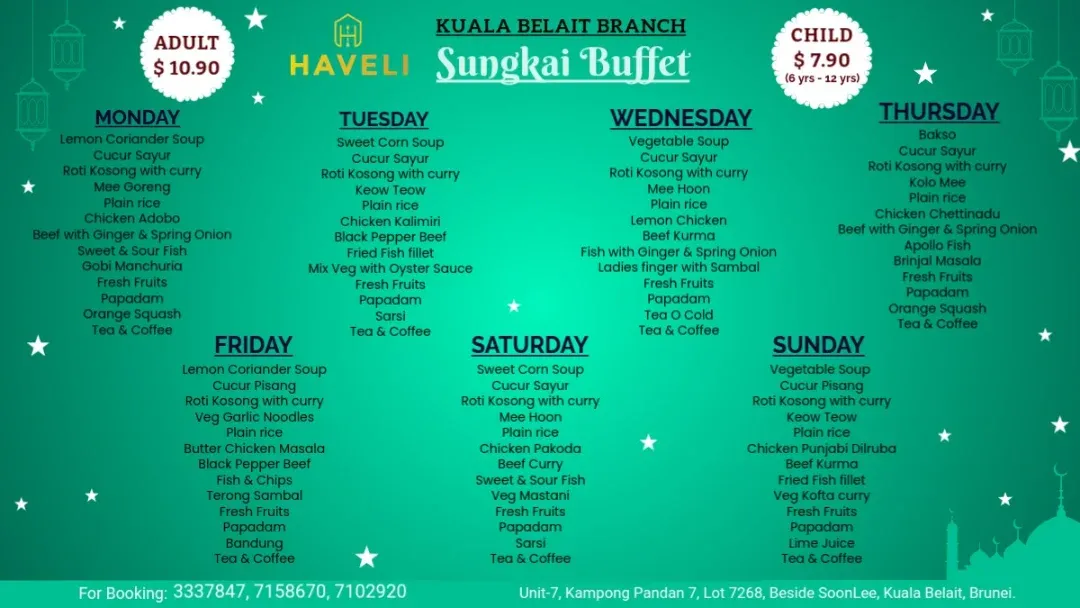 ADULT
$ 10.90
HAVELI
KUALA BELAIT BRANCH
Sungkai Buffet
CHILD
$ 7.90
(6 yrs - 12 yrs)
MONDAY
Lemon Coriander Soup
Cucur Sayur
Roti Kosong with curry
Mee Goreng
Plain rice
Chicken Adobo
Beef with Ginger & Spring Onion
Sweet & Sour Fish
Gobi Manchuria
Fresh Fruits
Papadam
Orange Squash
Tea & Coffee
TUESDAY
Sweet Corn Soup
Cucur Sayur
Roti Kosong with curry
Keow Teow
Plain rice
Chicken Kalimiri
Black Pepper Beef
Fried Fish fillet
Mix Veg with Oyster Sauce
Fresh Fruits
Papadam
Sarsi
Tea & Coffee
WEDNESDAY
Vegetable Soup
Cucur Sayur
Roti Kosong with curry
Mee Hoon
Plain rice
Lemon Chicken
Beef Kurma
Fish with Ginger & Spring Onion
Ladies finger with Sambal
Fresh Fruits
Papadam
Tea O Cold
Tea & Coffee
THURSDAY
Bakso
Cucur Sayur
Roti Kosong with curry
Kolo Mee
Plain rice
Chicken Chettinadu
Beef with Ginger & Spring Onion
Apollo Fish
Brinjal Masala
Fresh Fruits
Papadam
Orange Squash
Tea & Coffee
FRIDAY
Lemon Coriander Soup
Cucur Pisang
Roti Kosong with curry
Veg Garlic Noodles
Plain rice
Butter Chicken Masala
Black Pepper Beef
Fish & Chips
Terong Sambal
Fresh Fruits
Papadam
Bandung
Tea & Coffee
SATURDAY
Sweet Corn Soup
Cucur Sayur
Roti Kosong with curry
Mee Hoon
Plain rice
Chicken Pakoda
Beef Curry
Sweet & Sour Fish
Veg Mastani
Fresh Fruits
Papadam
Sarsi
Tea & Coffee
SUNDAY
Vegetable Soup
Cucur Pisang
Roti Kosong with curry
Keow Teow
Plain rice
Chicken Punjabi Dilruba
Beef Kurma
Fried Fish fillet
Veg Kofta curry
Fresh Fruits
Papadam
Lime Juice
Tea & Coffee
For Booking: 3337847, 7158670, 7102920
Unit-7, Kampong Pandan 7, Lot 7268, Beside SoonLee, Kuala Belait, Brunei.